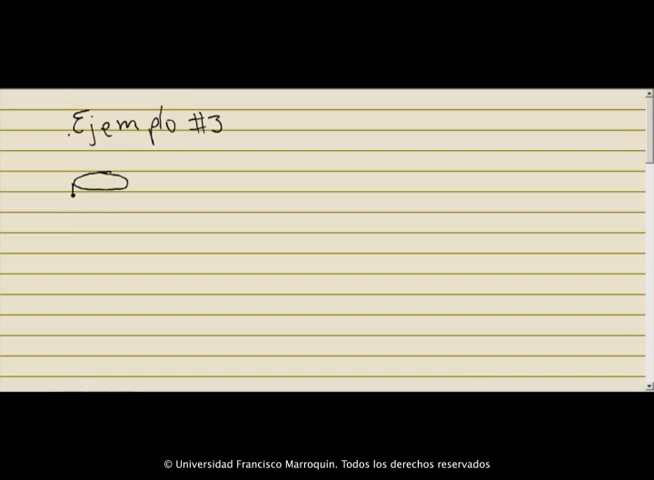 Ejemplo #3
© Universidad Francisco Marroquín. Todos los derechos reservados